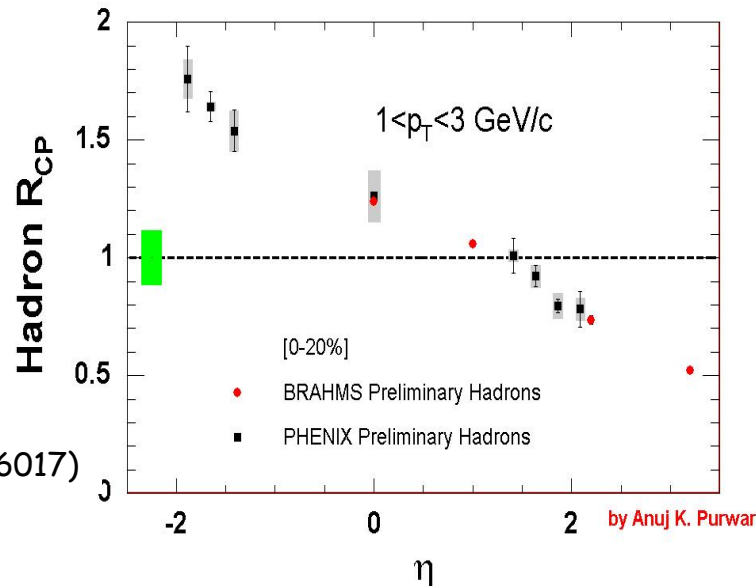 2
1<p_T<3 GeV/c
1.5
Hadron R_CP
1
[0-20%]
BRAHMS Preliminary Hadrons
0.5
PHENIX Preliminary Hadrons
6017)
0
-2 0 2 by Anuj K. Purwar
η